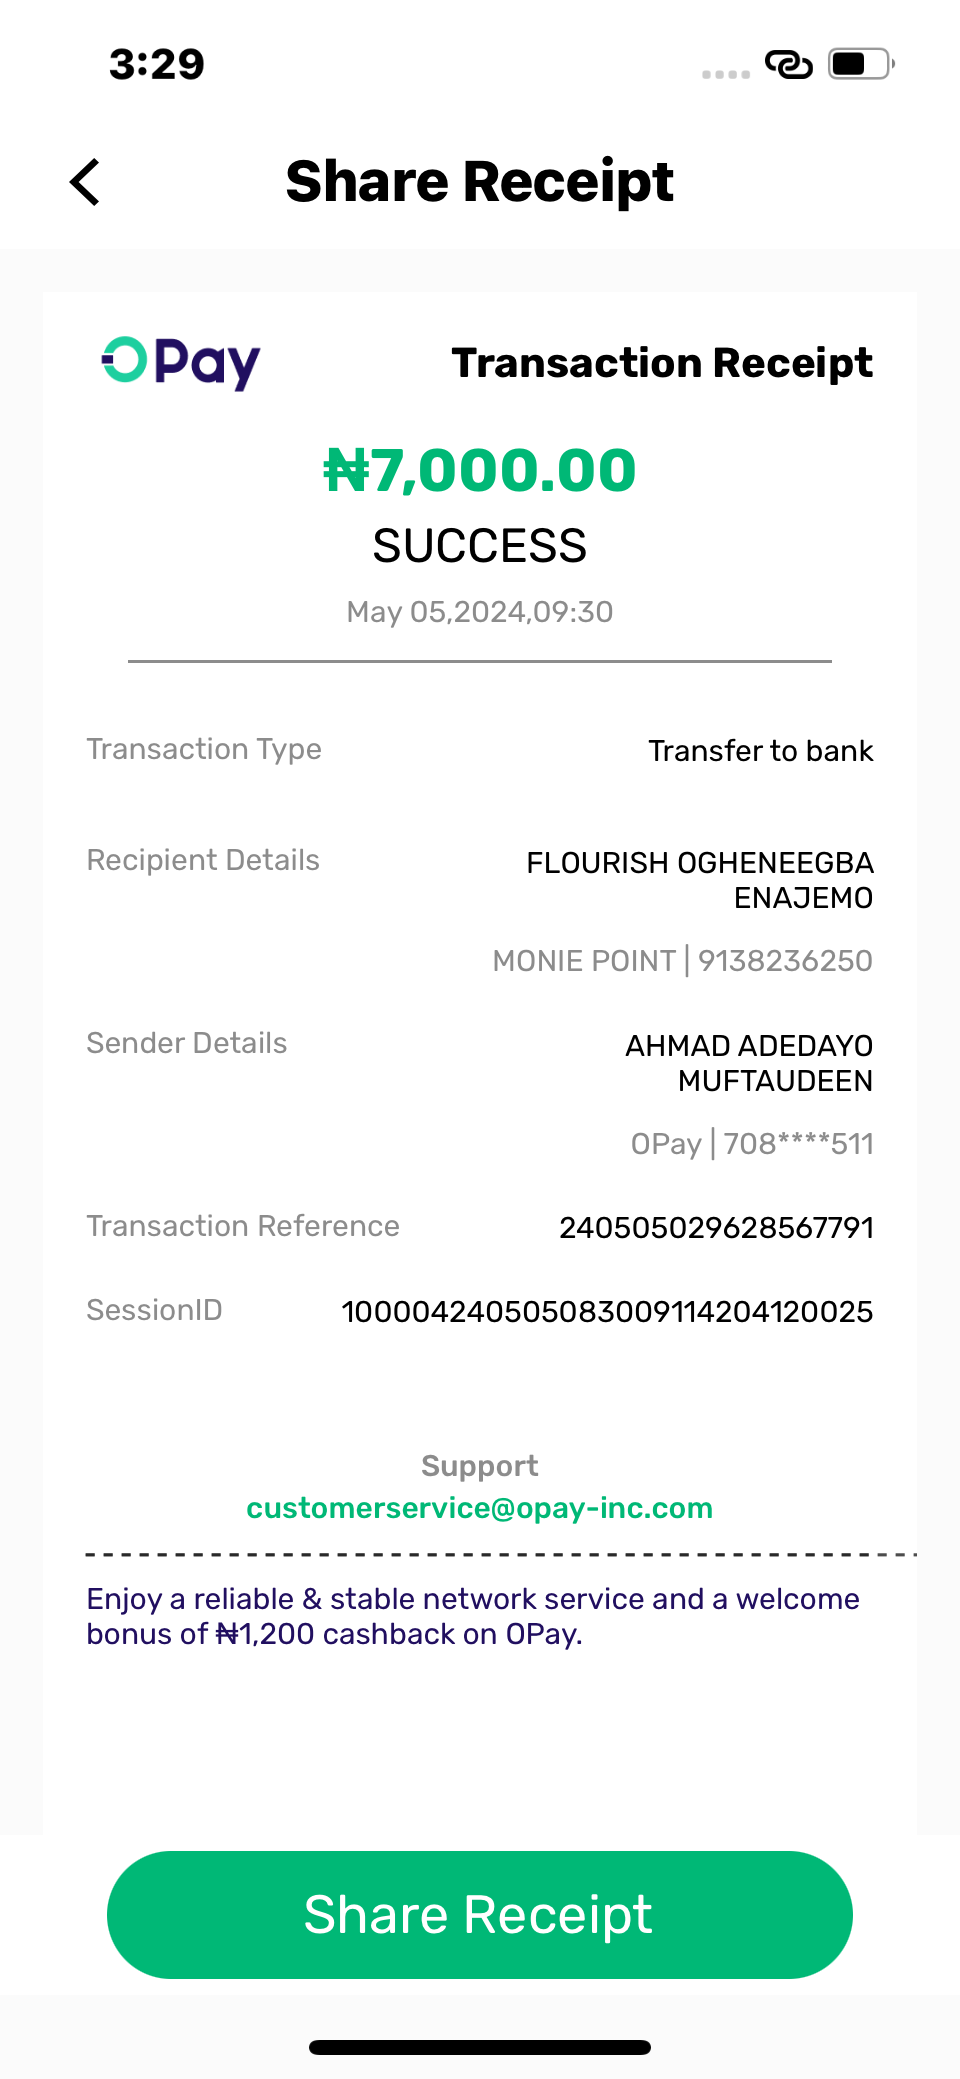 3:29
Share Receipt
OPay
Transaction Receipt
₦7,000.00
SUCCESS
May 05,2024,09:30
Transaction Type
Transfer to bank
Recipient Details
FLOURISH OGHENEEGBA
ENAJEMO
MONIE POINT | 9138236250
Sender Details
AHMAD ADEDAYO
MUFTAUDEEN
OPay | 708****511
Transaction Reference
240505029628567791
SessionID
100004240505083009114204120025
Support
customerservice@opay-inc.com
Enjoy a reliable & stable network service and a welcome
bonus of ₦1,200 cashback on OPay.
Share Receipt